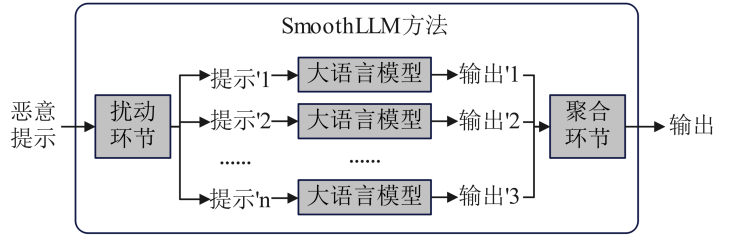 SmoothLLM方法
恶意
提示
扰动
环节
提示'1
大语言模型
输出'1
提示'2
大语言模型
输出'2
......
......
提示'n
大语言模型
输出'3
聚合
环节
输出